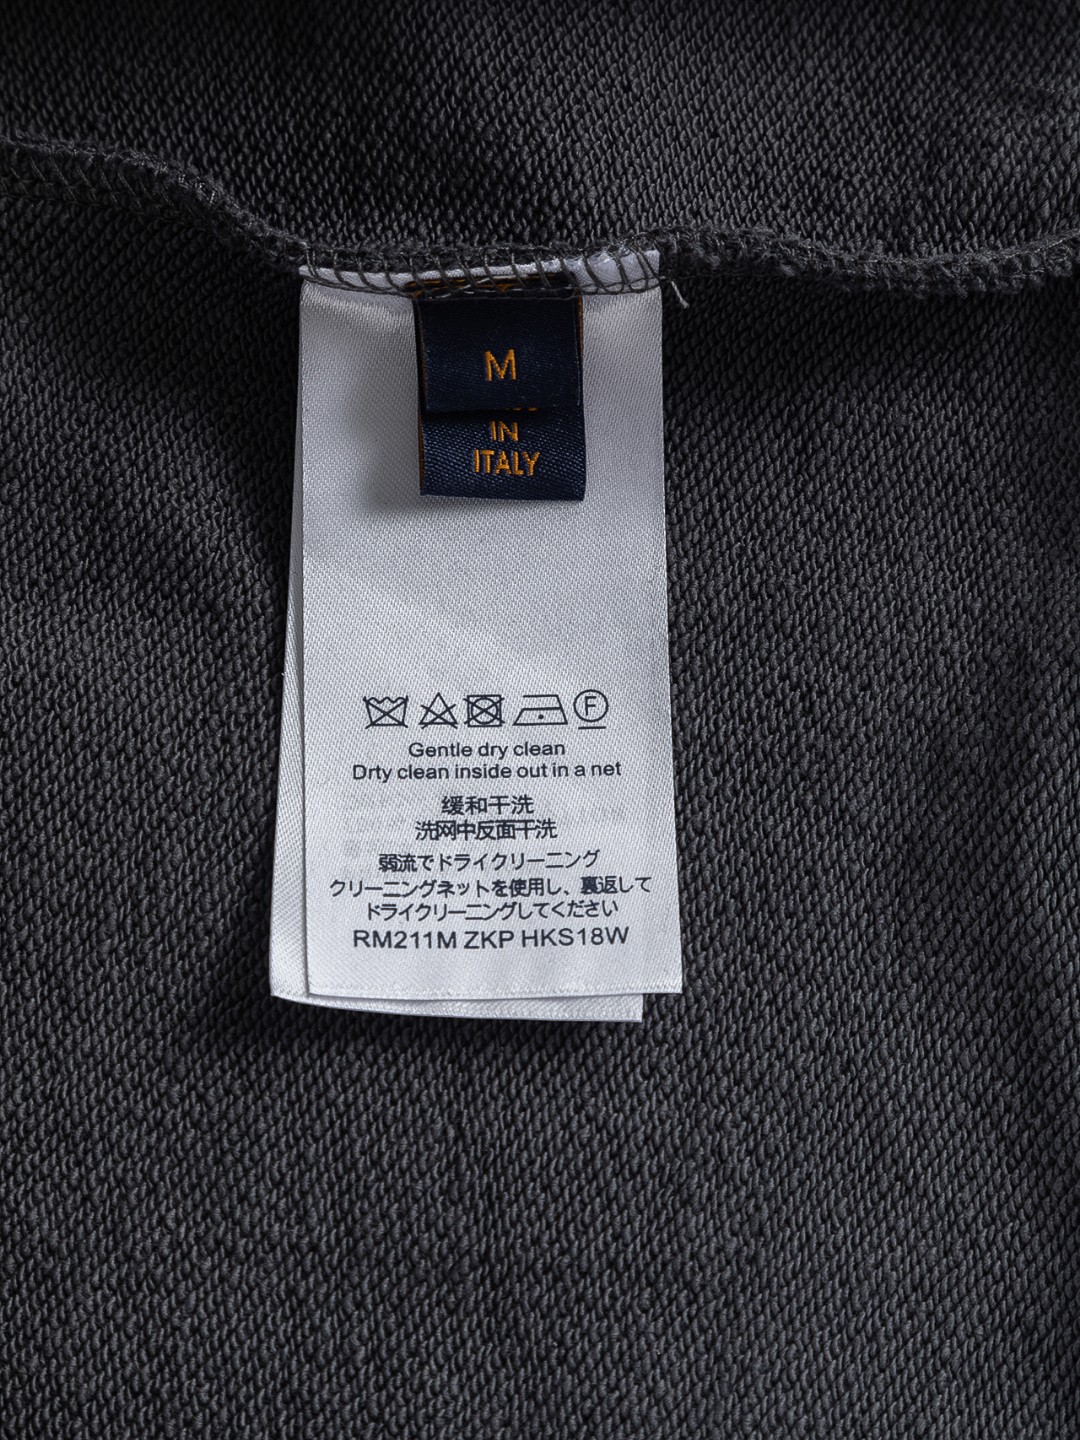 M
IN
ITALY
F
Gentle dry clean
Drty clean inside out in a net
缓和干洗
洗网中反面干洗
弱流でドライクリーニング
クリーニングネットを使用し、裏返して
ドライクリーニングしてください
RM211M ZKP HKS18W